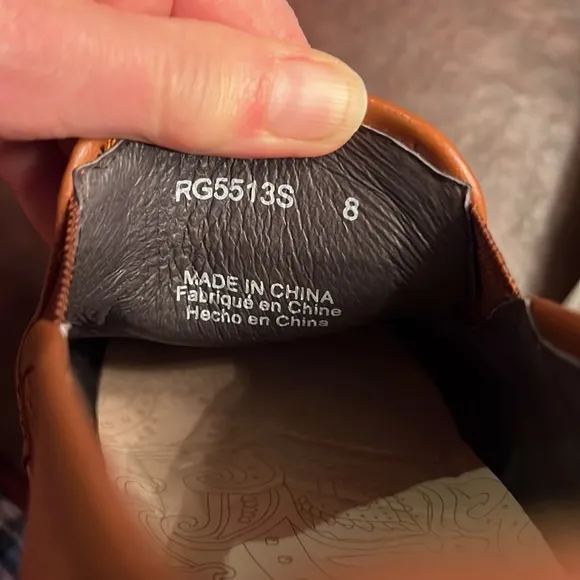 RG5513S 8
MADE IN CHINA
Fabriqué en Chine
Hecho en China